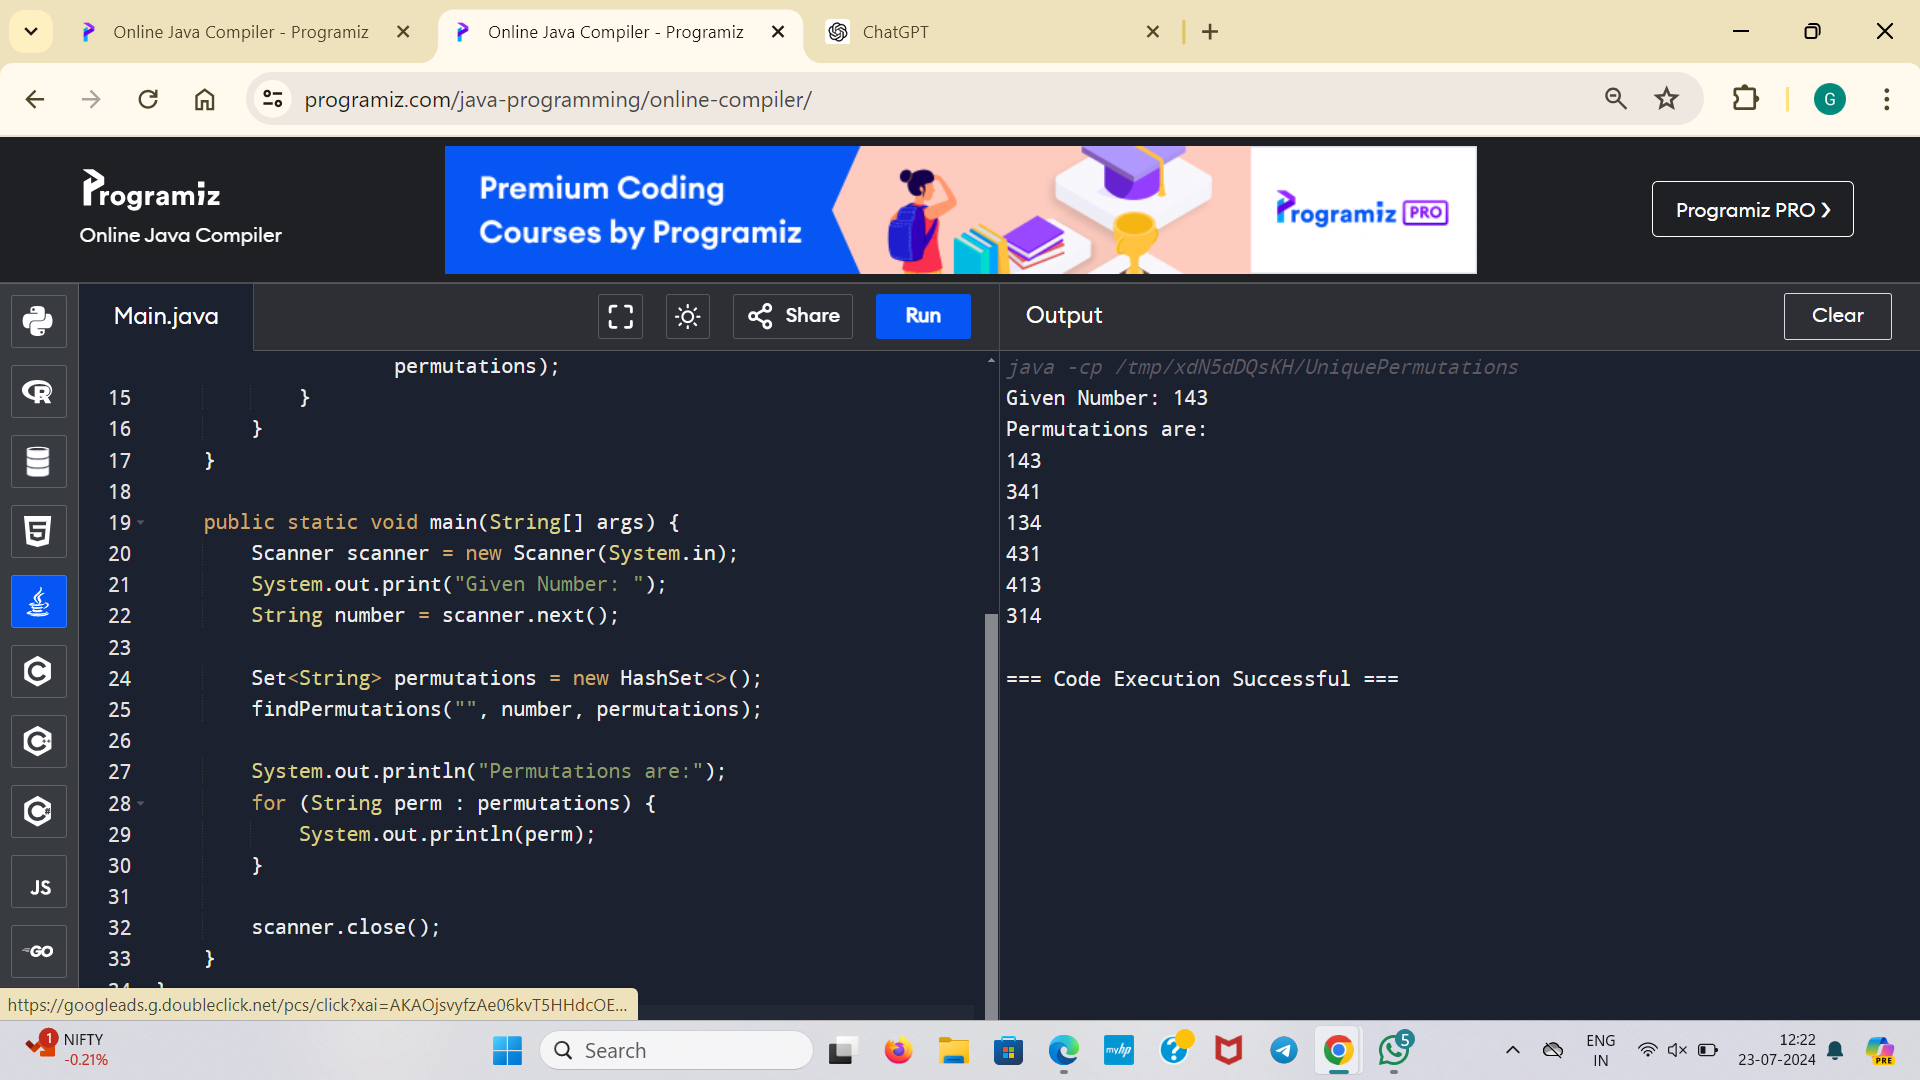 Online Java Compiler - Programiz
Online Java Compiler - Programiz
ChatGPT
programiz.com/java-programming/online-compiler/
G
Programiz
Online Java Compiler
Premium Coding
Courses by Programiz
Programiz PRO
Programiz PRO ❯
Main.java
Share
Run
Output
Clear
permutations);
15 }
16 }
17 }
18
19 public static void main(String[] args) {
20 Scanner scanner = new Scanner(System.in);
21 System.out.print("Given Number: ");
22 String number = scanner.next();
23
24 Set<String> permutations = new HashSet<>();
25 findPermutations("", number, permutations);
26
27 System.out.println("Permutations are:");
28 for (String perm : permutations) {
29 System.out.println(perm);
30 }
31
32 scanner.close();
33 }
34 }
java -cp /tmp/xdN5dDQsKH/UniquePermutations
Given Number: 143
Permutations are:
143
341
134
431
413
314
=== Code Execution Successful ===
R
5
C
C
C
JS
GO
https://googleads.g.doubleclick.net/pcs/click?xai=AKAOjsvyfzAe06kvT5HHdcOE...
1
NIFTY
-0.21%
Search
myhp
5
ENG
IN
12:22
23-07-2024
PRE